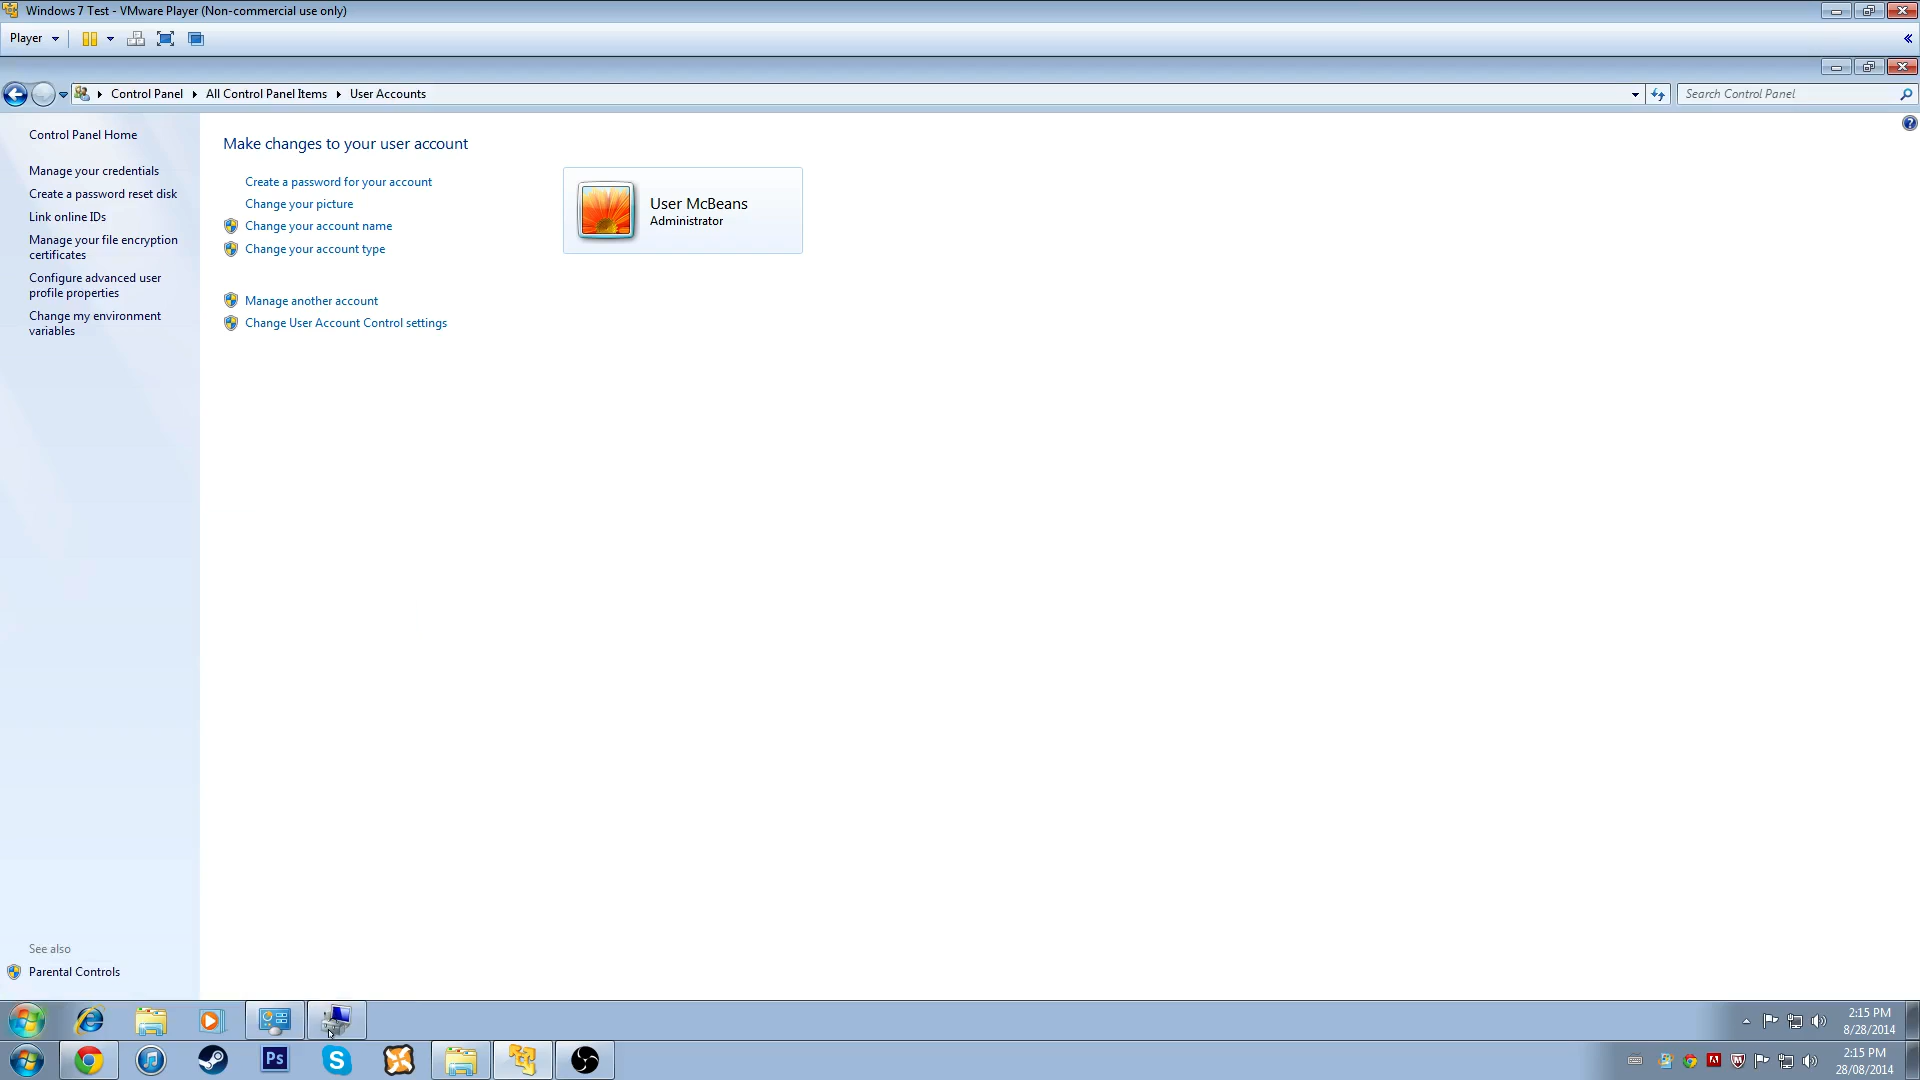 Windows 7 Test - VMware Player (Non-commercial use only)
Player
Control Panel
All Control Panel Items
User Accounts
Search Control Panel
Control Panel Home
Manage your credentials
Create a password reset disk
Link online IDs
Manage your file encryption
certificates
Configure advanced user
profile properties
Change my environment
variables
Make changes to your user account
Create a password for your account
Change your picture
Change your account name
Change your account type
Manage another account
Change User Account Control settings
User McBeans
Administrator
See also
Parental Controls
2:15 PM
8/28/2014
Ps
S
2:15 PM
28/08/2014